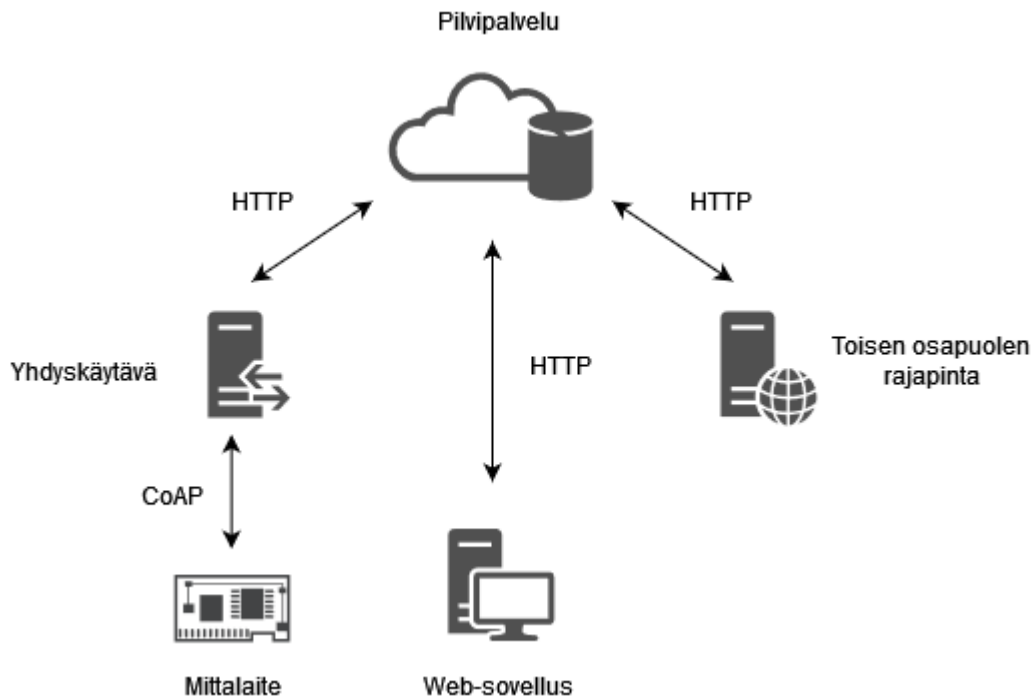 Pilvipalvelu
HTTP
HTTP
Yhdyskäytävä
HTTP
Toisen osapuolen
rajapinta
CoAP
Mittalaite
Web-sovellus